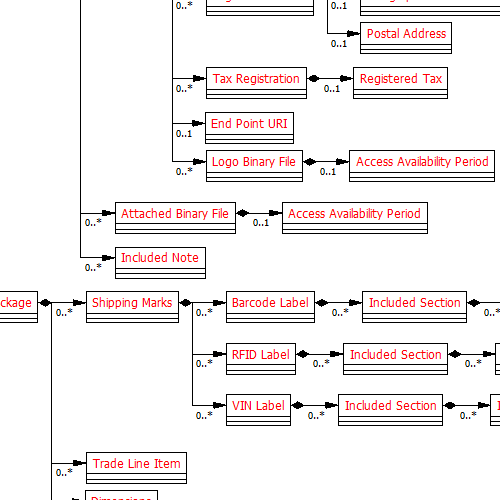 0..*
0..1
Postal Address
0..1
Tax Registration
Registered Tax
0..*
0..1
End Point URI
0..1
Logo Binary File
Access Availability Period
0..*
0..1
Attached Binary File
Access Availability Period
0..*
0..1
Included Note
0..*
ckage
Shipping Marks
Barcode Label
Included Section
0..*
0..*
0..*
0..*
RFID Label
Included Section
0..*
0..*
0..*
VIN Label
Included Section
0..*
0..*
0..*
Trade Line Item
0..*
Dimensions